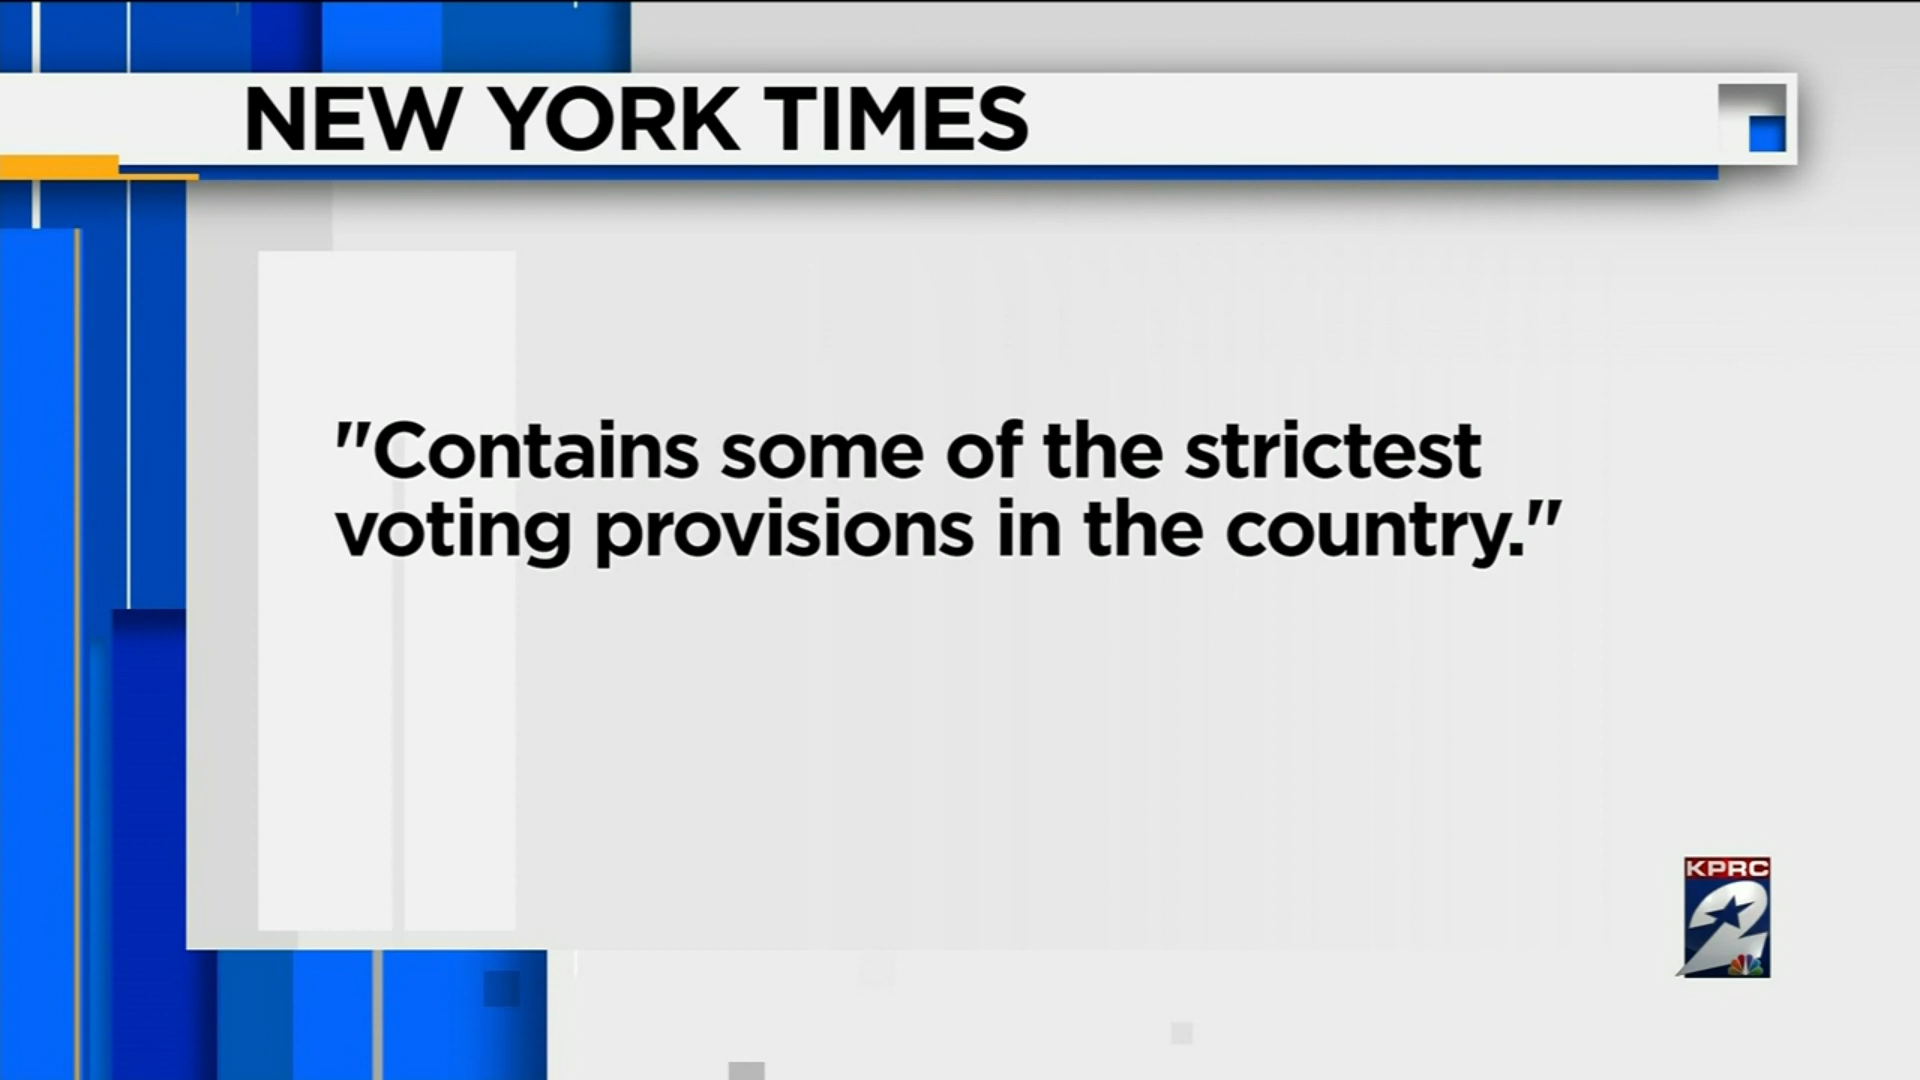 NEW YORK TIMES
"Contains some of the strictest
voting provisions in the country."
KPRC
2